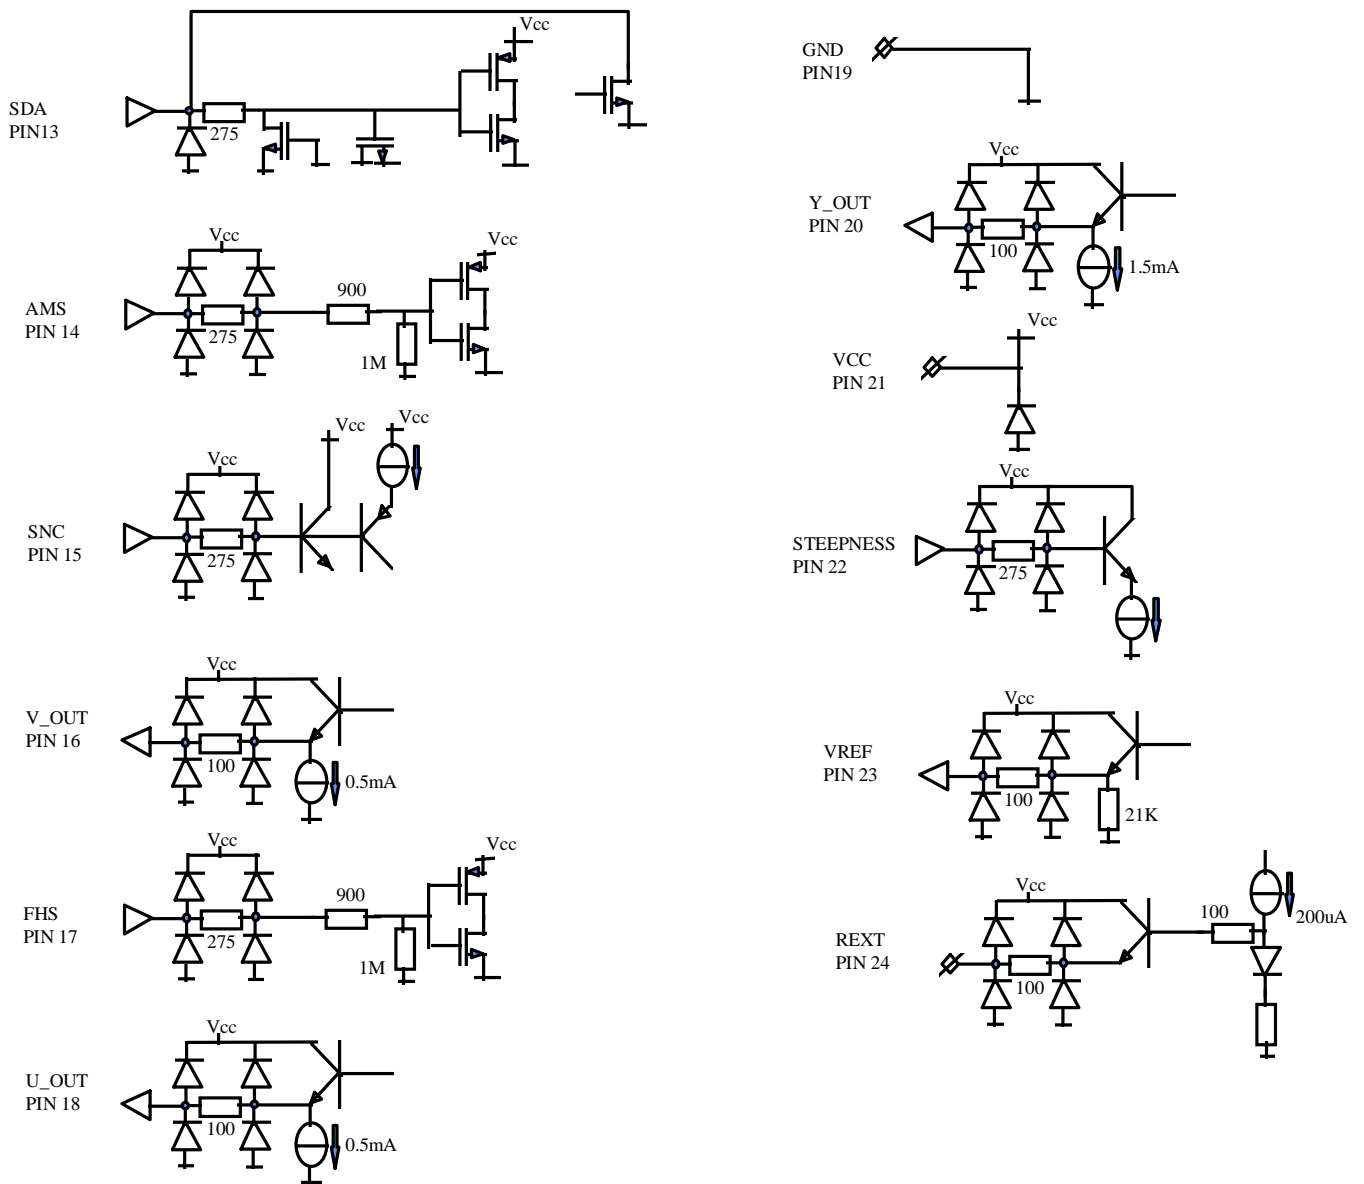 Vcc
SDA
PIN13
275
Vcc
Vcc
AMS
PIN 14
275
900
1M
Vcc
Vcc
Vcc
SNC
PIN 15
275
Vcc
V_OUT
PIN 16
100
0.5mA
Vcc
Vcc
FHS
PIN 17
275
900
1M
Vcc
U_OUT
PIN 18
100
0.5mA
GND
PIN19
Vcc
Y_OUT
PIN 20
100
1.5mA
Vcc
VCC
PIN 21
Vcc
STEEPNESS
PIN 22
275
Vcc
VREF
PIN 23
100
21K
Vcc
REXT
PIN 24
100
100
200uA